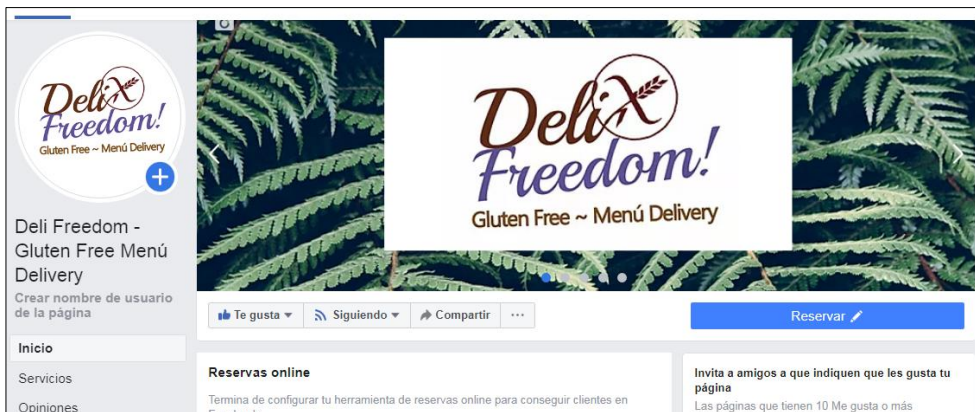 Deli
Freedom!
Gluten Free ~ Menú Delivery
Deli Freedom -
Gluten Free Menú
Delivery
Crear nombre de usuario
de la página
Inicio
Servicios
Opiniones
Deli
Freedom!
Gluten Free ~ Menú Delivery
Te gusta
Siguiendo
Compartir
...
Reservar
Reservas online
Termina de configurar tu herramienta de reservas online para conseguir clientes en
Invita a amigos a que indiquen que les gusta tu
página
Las páginas que tienen 10 Me gusta o más